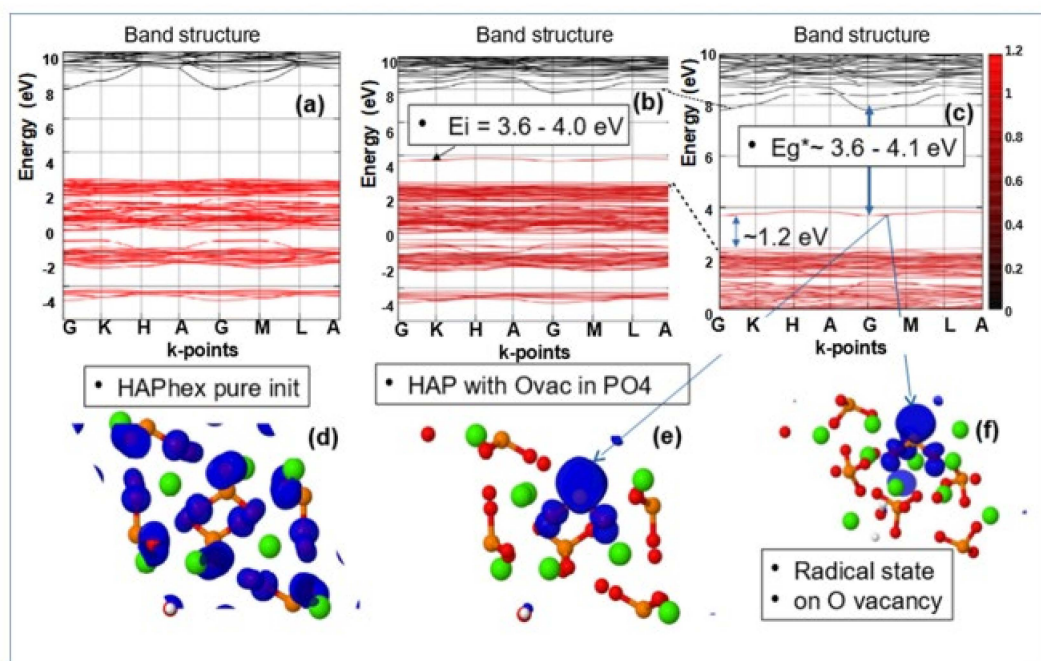 Band structure
Band structure
Band structure
Energy (eV)
10
8
6
4
2
0
-2
-4
(a)
G K H A G M L A
k-points
Energy (eV)
10
8
6
4
2
0
-2
-4
(b)
• Ei = 3.6 - 4.0 eV
G K H A G M L A
k-points
Energy (eV)
10
8
6
4
2
0
(c)
• Eg*~ 3.6 - 4.1 eV
~1.2 eV
G K H A G M L A
k-points
1.2
1
0.8
0.6
0.4
0.2
0
• HAPhex pure init
• HAP with Ovac in PO4
(d)
(e)
(f)
• Radical state
• on O vacancy